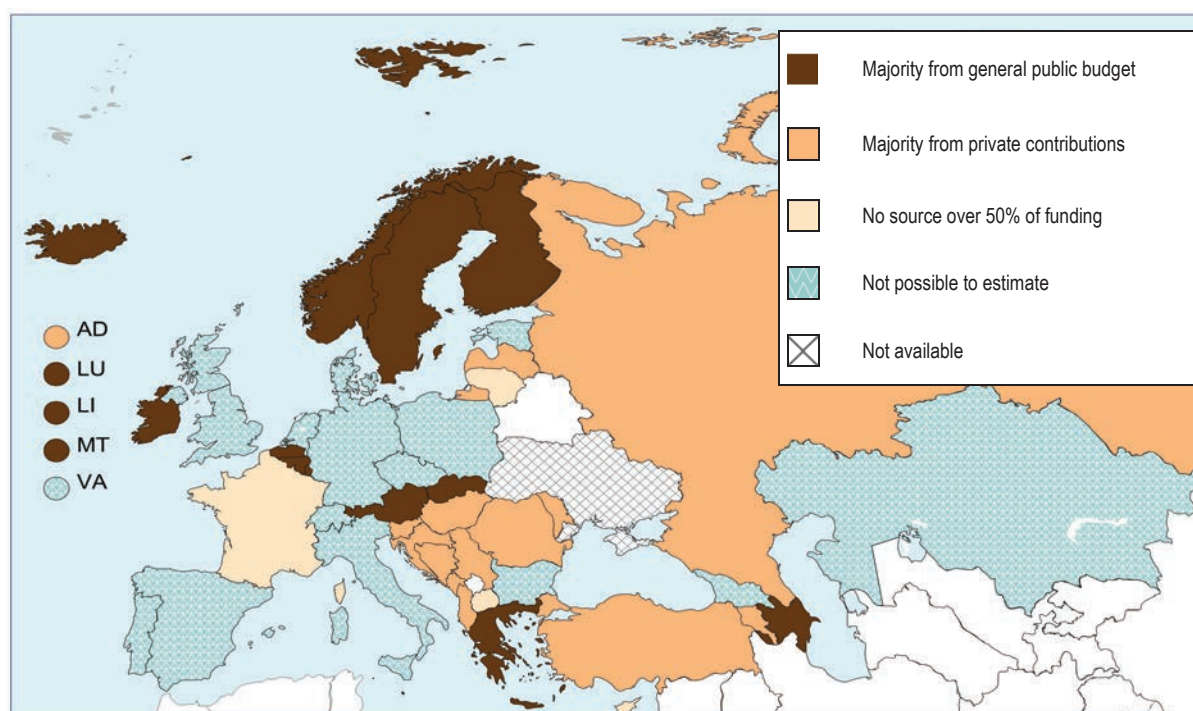 Majority from general public budget
Majority from private contributions
No source over 50% of funding
Not possible to estimate
Not available
AD
LU
LI
MT
VA